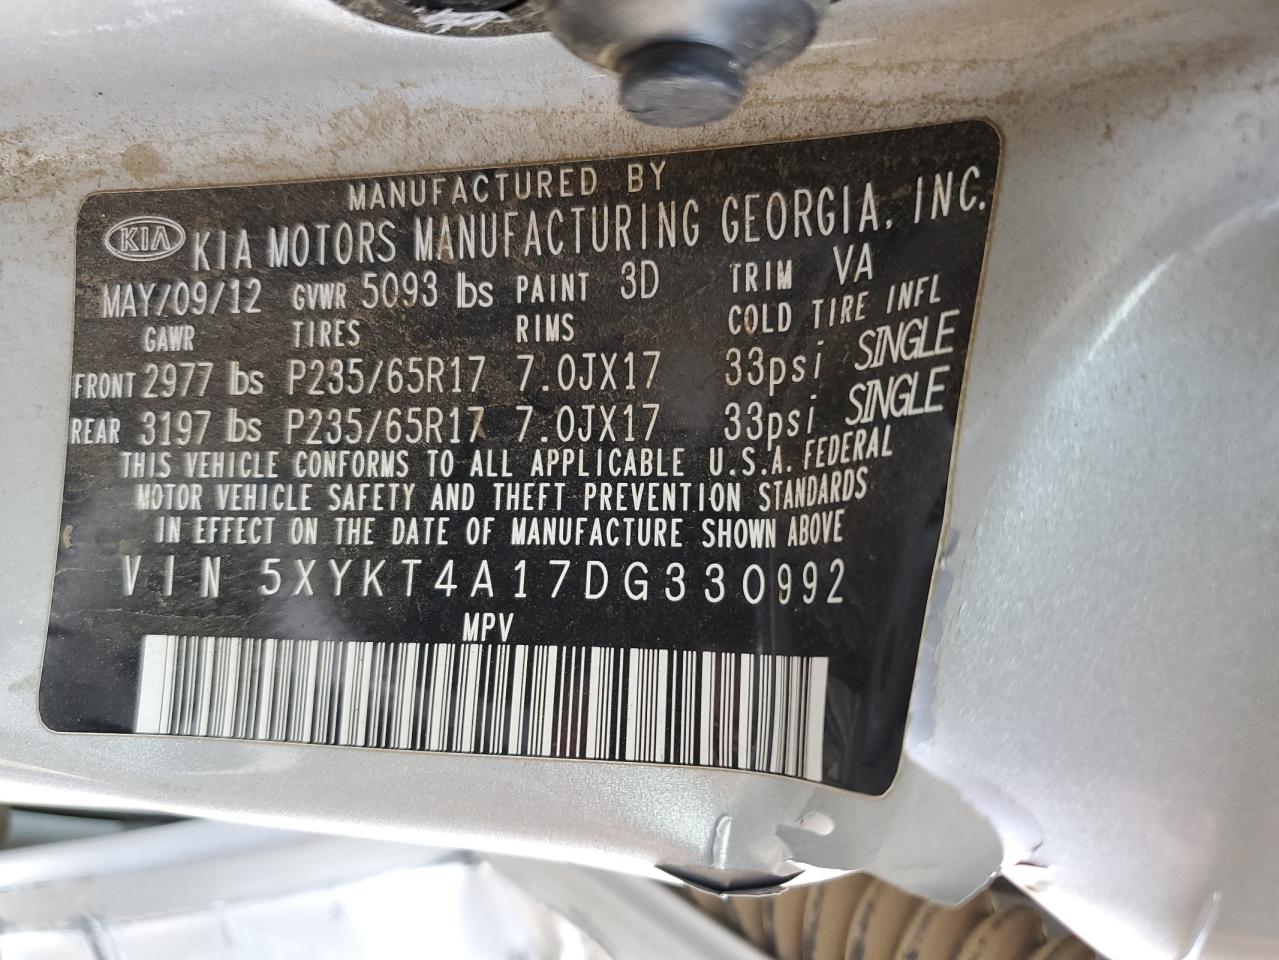 MANUFACTURED BY
KIA KIA MOTORS MANUFACTURING GEORGIA, INC.
MAY/09/12 GVWR 5093 lbs PAINT 3D TRIM VA
GAWR TIRES RIMS COLD TIRE INFL
FRONT 2977 lbs P235/65R17 7.0JX17 33psi SINGLE
REAR 3197 lbs P235/65R17 7.0JX17 33psi SINGLE
THIS VEHICLE CONFORMS TO ALL APPLICABLE U.S.A. FEDERAL
MOTOR VEHICLE SAFETY AND THEFT PREVENTION STANDARDS
IN EFFECT ON THE DATE OF MANUFACTURE SHOWN ABOVE
VIN 5XYKT4A17DG330992
MPV